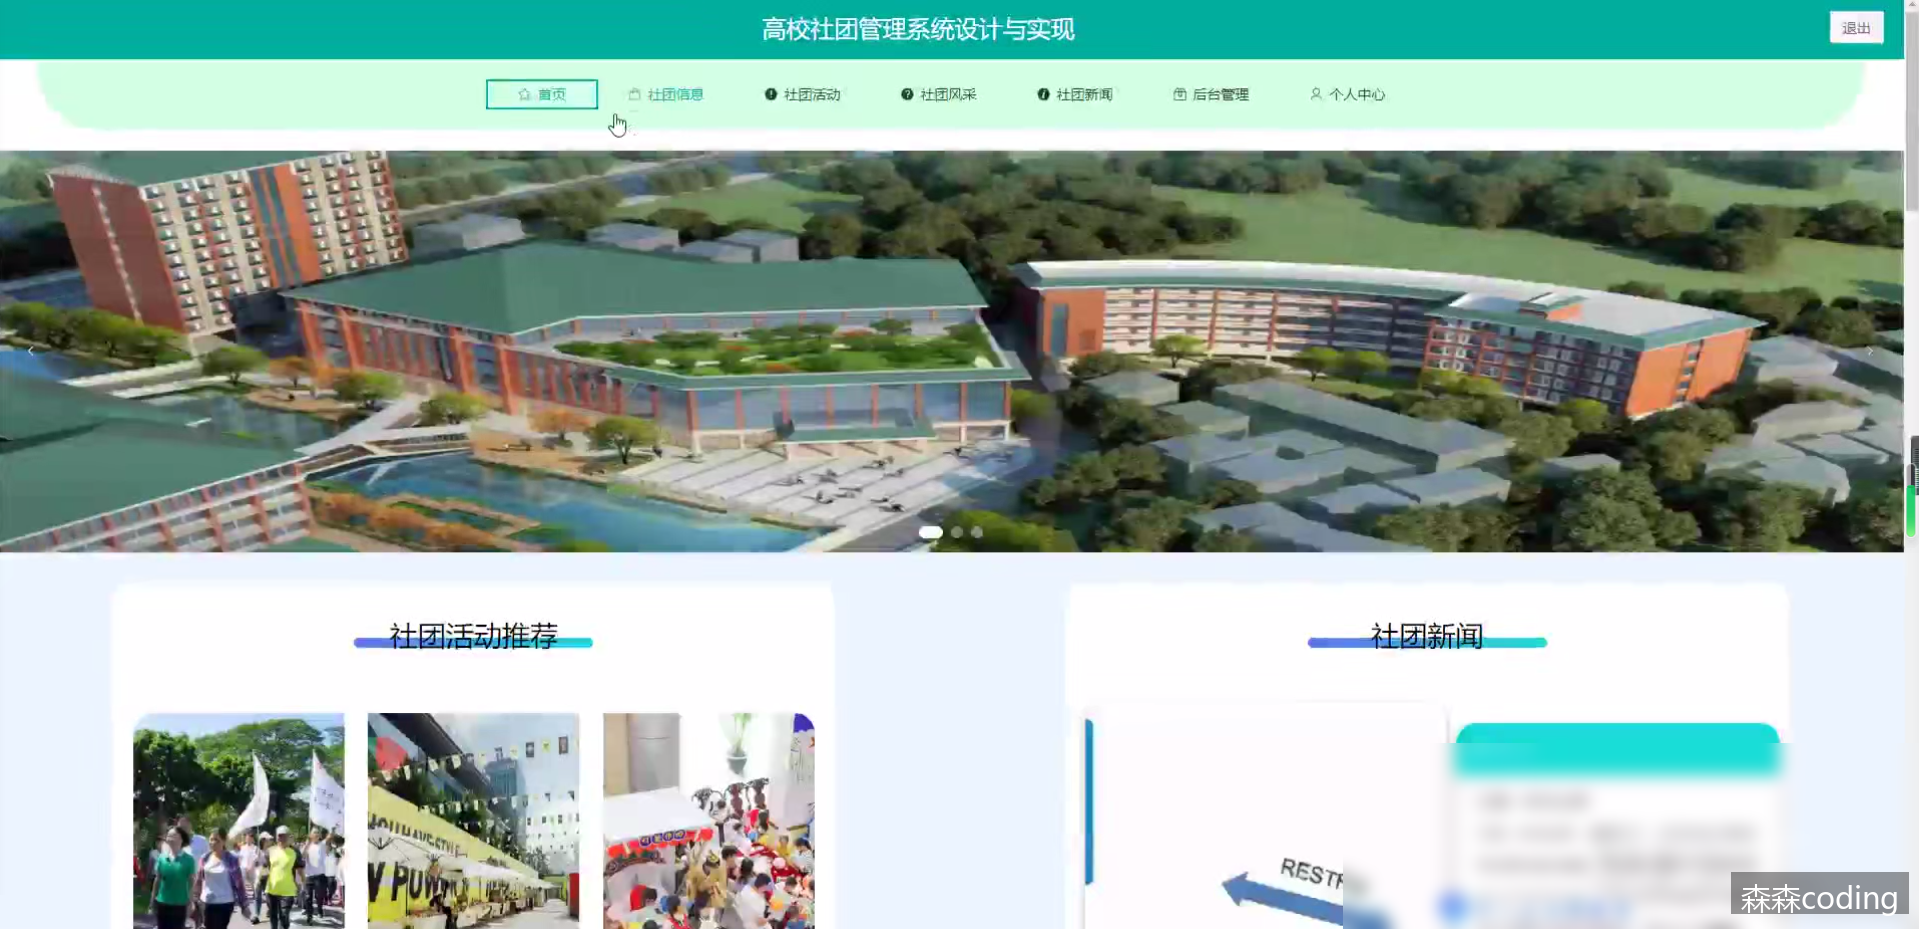 高校社团管理系统设计与实现
退出
首页
社团信息
社团活动
社团风采
社团新闻
后台管理
个人中心
社团活动推荐
社团新闻
森森coding